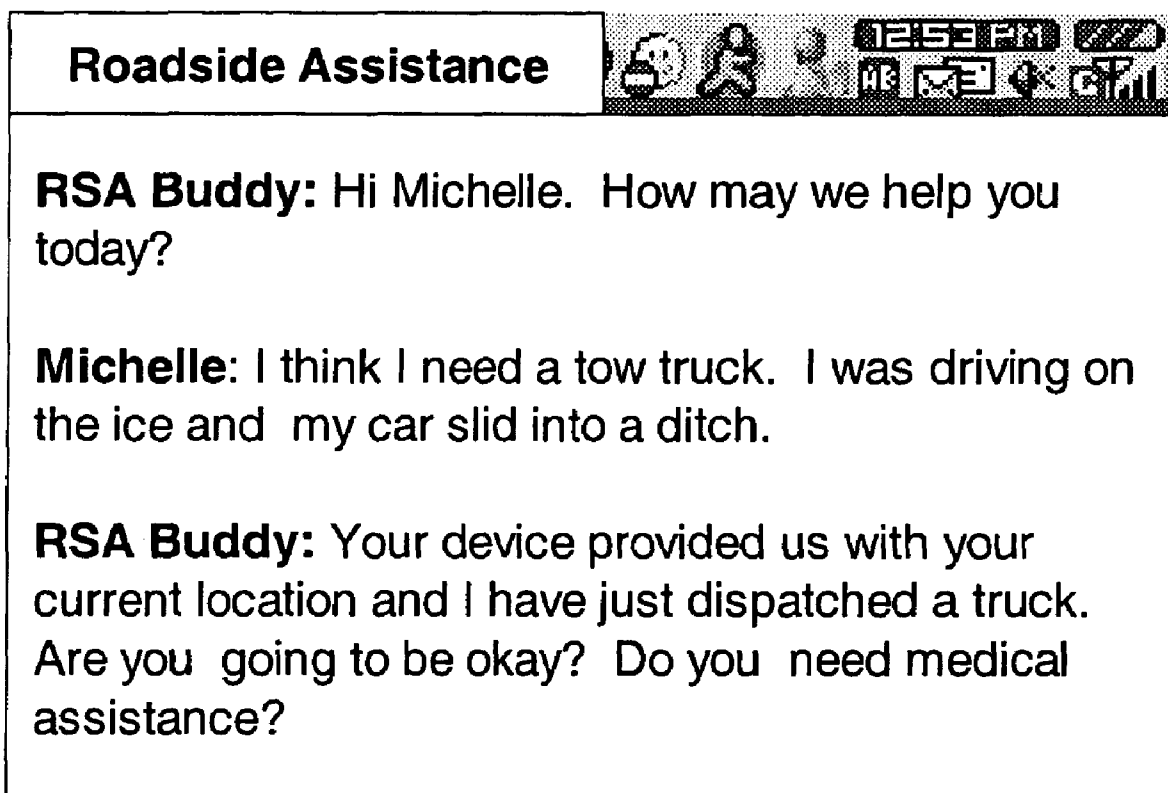 Roadside Assistance
12:53 PM
RSA Buddy: Hi Michelle.  How may we help you
today?
Michelle: I think I need a tow truck.  I was driving on
the ice and  my car slid into a ditch.
RSA Buddy: Your device provided us with your
current location and I have just dispatched a truck.
Are you  going to be okay?  Do you  need medical
assistance?